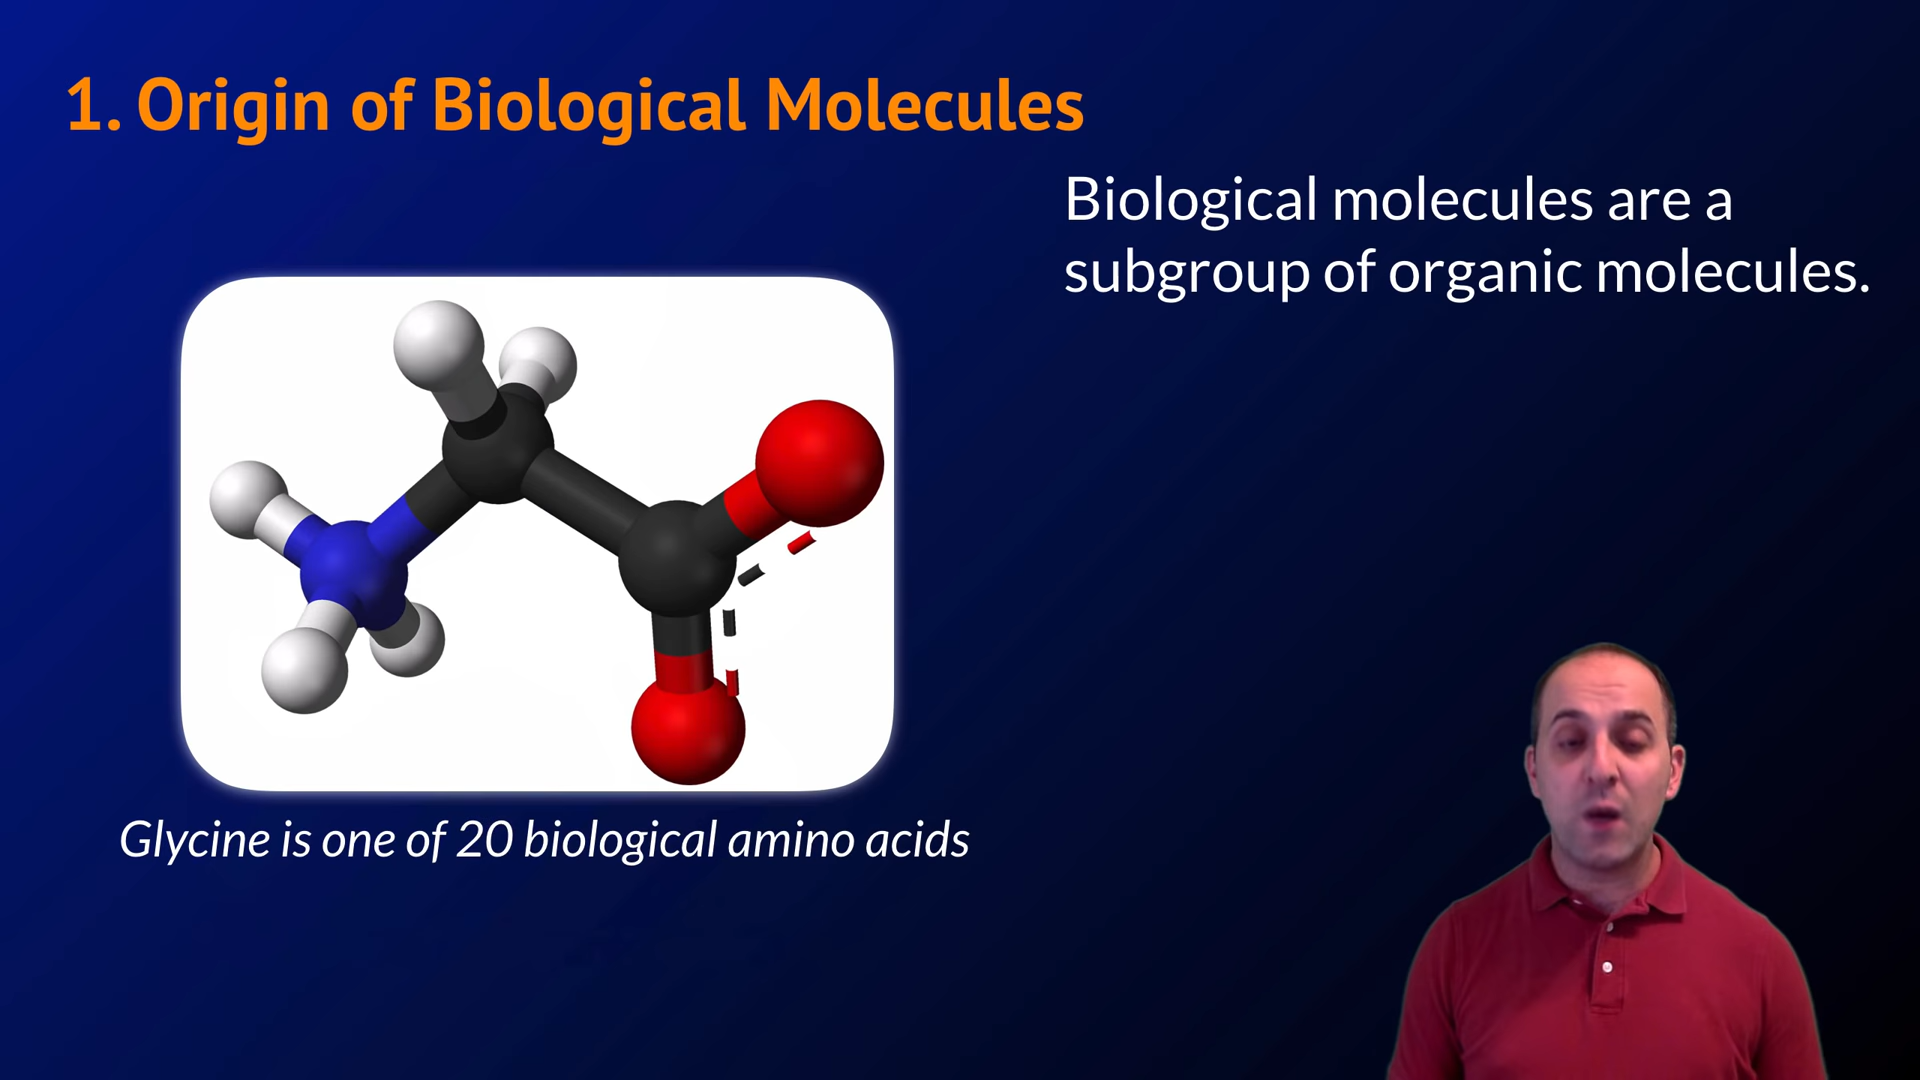 1. Origin of Biological Molecules
Biological molecules are a
subgroup of organic molecules.
Glycine is one of 20 biological amino acids